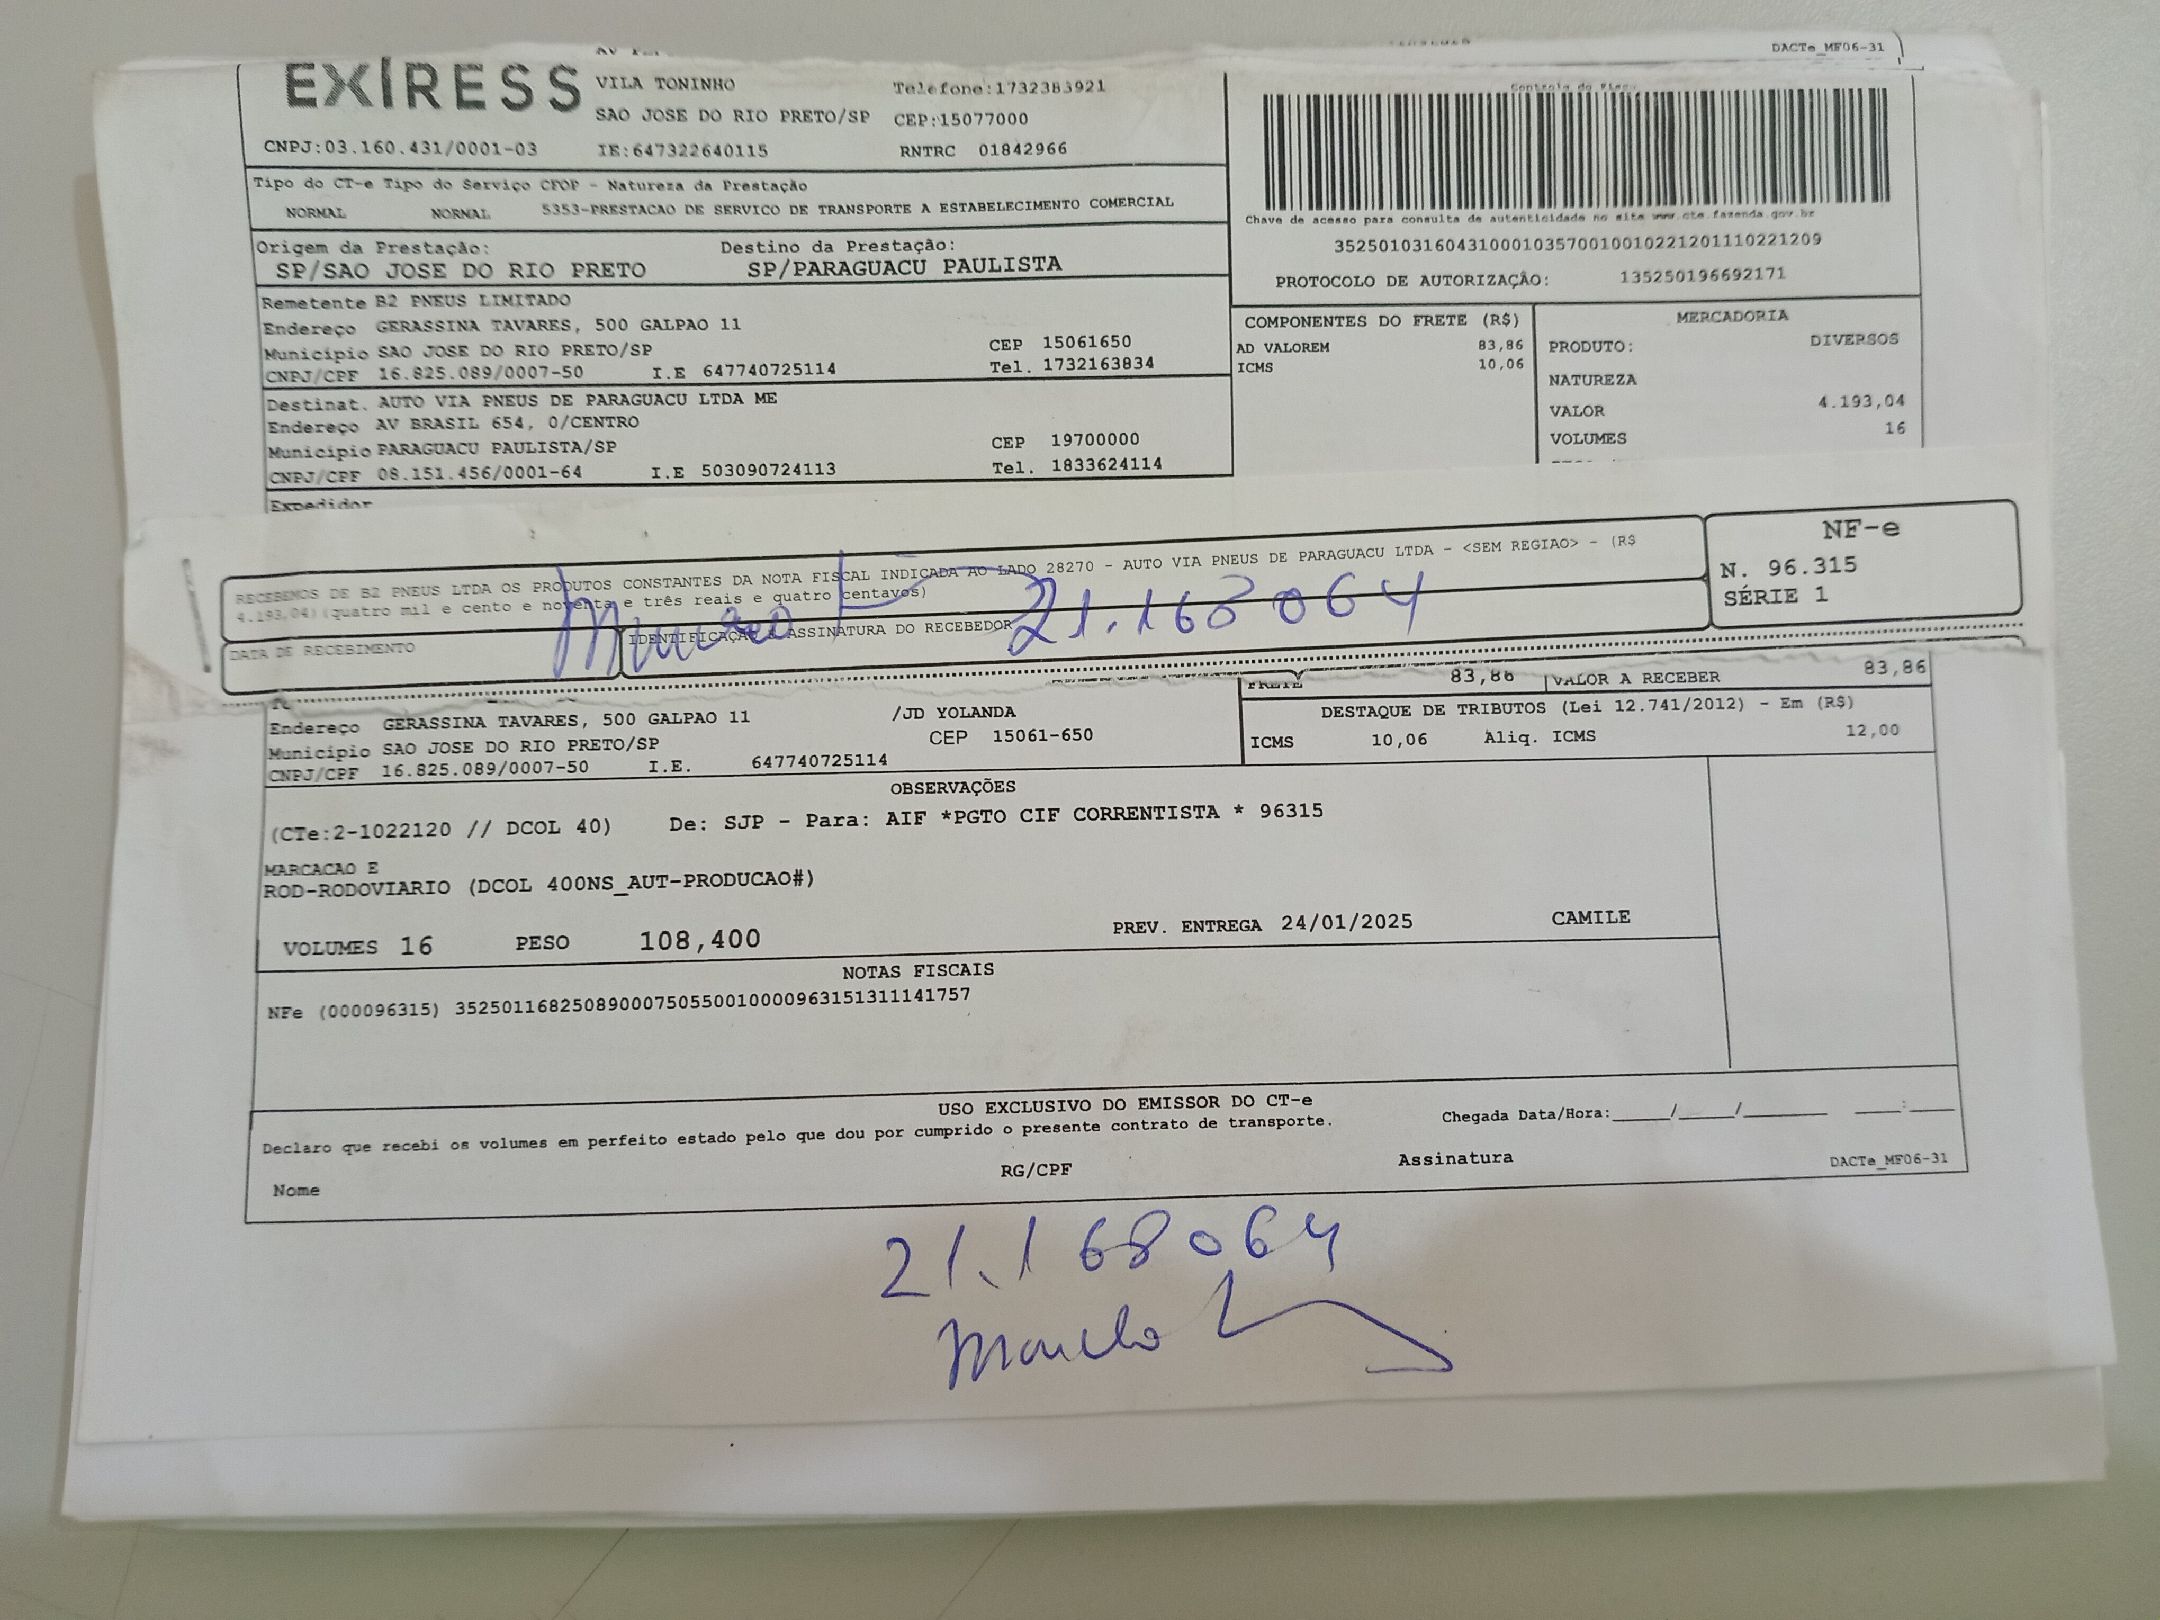 DACTe_MF06-31
EXPRESS
VILA TONINHO Telefone:1732383921
SAO JOSE DO RIO PRETO/SP CEP:15077000
CNPJ:03.160.431/0001-03 IE:647322640115 RNTRC 01842966
Tipo do CT-e Tipo do Serviço CFOP - Natureza da Prestação
NORMAL NORMAL 5353-PRESTACAO DE SERVICO DE TRANSPORTE A ESTABELECIMENTO COMERCIAL
Origem da Prestação: Destino da Prestação:
SP/SAO JOSE DO RIO PRETO SP/PARAGUACU PAULISTA
Remetente B2 PNEUS LIMITADO
Endereço GERASSINA TAVARES, 500 GALPAO 11
Município SAO JOSE DO RIO PRETO/SP CEP 15061650
CNPJ/CPF 16.825.089/0007-50 I.E 647740725114 Tel. 1732163834
Destinat. AUTO VIA PNEUS DE PARAGUACU LTDA ME
Endereço AV BRASIL 654, 0/CENTRO
Município PARAGUACU PAULISTA/SP CEP 19700000
CNPJ/CPF 08.151.456/0001-64 I.E 503090724113 Tel. 1833624114
Expedidor
Controle do Fisco
Chave de acesso para consulta de autenticidade no site www.cte.fazenda.gov.br
35250103160431000103570010010221201110221209
PROTOCOLO DE AUTORIZAÇÃO: 135250196692171
COMPONENTES DO FRETE (R$)
AD VALOREM 83,86
ICMS 10,06
MERCADORIA
PRODUTO: DIVERSOS
NATUREZA
VALOR 4.193,04
VOLUMES 16
RECEBEMOS DE B2 PNEUS LTDA OS PRODUTOS CONSTANTES DA NOTA FISCAL INDICADA AO LADO 28270 - AUTO VIA PNEUS DE PARAGUACU LTDA - <SEM REGIAO> - (R$
4.193,04)(quatro mil e cento e noventa e três reais e quatro centavos)
DATA DE RECEBIMENTO IDENTIFICAÇÃO E ASSINATURA DO RECEBEDOR
21.168064
NF-e
N. 96.315
SÉRIE 1
FRETE 83,86 VALOR A RECEBER 83,86
Endereço GERASSINA TAVARES, 500 GALPAO 11 /JD YOLANDA
Município SAO JOSE DO RIO PRETO/SP CEP 15061-650
CNPJ/CPF 16.825.089/0007-50 I.E. 647740725114
DESTAQUE DE TRIBUTOS (Lei 12.741/2012) - Em (R$)
ICMS 10,06 Aliq. ICMS 12,00
OBSERVAÇÕES
(CTe:2-1022120 // DCOL 40) De: SJP - Para: AIF *PGTO CIF CORRENTISTA * 96315
MARCACAO E
ROD-RODOVIARIO (DCOL 400NS_AUT-PRODUCAO#)
VOLUMES 16 PESO 108,400 PREV. ENTREGA 24/01/2025 CAMILE
NOTAS FISCAIS
NFe (000096315) 35250116825089000750550010000963151311141757
USO EXCLUSIVO DO EMISSOR DO CT-e
Declaro que recebi os volumes em perfeito estado pelo que dou por cumprido o presente contrato de transporte. Chegada Data/Hora:_____/_____/_______ ____:____
Nome RG/CPF Assinatura DACTe_MF06-31
21.168064